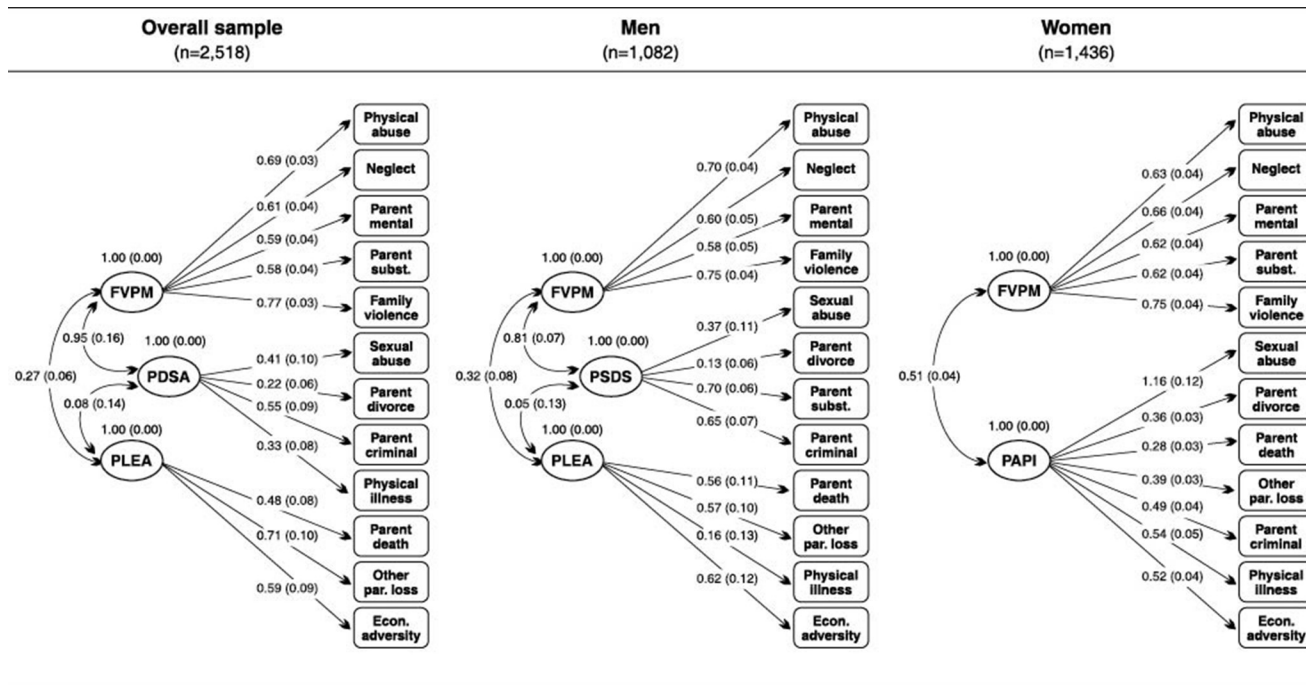 Overall sample
(n=2,518)
Men
(n=1,082)
Women
(n=1,436)
Physical
abuse
0.69 (0.03)
Neglect
0.61 (0.04)
Parent
mental
0.59 (0.04)
Parent
subst.
0.58 (0.04)
1.00 (0.00)
FVPM
Family
violence
0.77 (0.03)
0.95 (0.16)
1.00 (0.00)
Sexual
abuse
0.41 (0.10)
0.27 (0.06)
PDSA
0.22 (0.06)
Parent
divorce
0.08 (0.14)
0.55 (0.09)
Parent
criminal
1.00 (0.00)
0.33 (0.08)
PLEA
Physical
illness
0.48 (0.08)
Parent
death
0.71 (0.10)
Other
par. loss
0.59 (0.09)
Econ.
adversity
Physical
abuse
0.70 (0.04)
Neglect
0.60 (0.05)
Parent
mental
0.58 (0.05)
Family
violence
1.00 (0.00)
FVPM
0.75 (0.04)
Sexual
abuse
0.37 (0.11)
0.81 (0.07)
1.00 (0.00)
Parent
divorce
0.13 (0.06)
0.32 (0.08)
PSDS
0.70 (0.06)
Parent
subst.
0.05 (0.13)
0.65 (0.07)
Parent
criminal
1.00 (0.00)
PLEA
0.56 (0.11)
Parent
death
0.57 (0.10)
Other
par. loss
0.16 (0.13)
Physical
illness
0.62 (0.12)
Econ.
adversity
Physical
abuse
0.63 (0.04)
Neglect
0.66 (0.04)
Parent
mental
0.62 (0.04)
Parent
subst.
1.00 (0.00)
0.62 (0.04)
FVPM
0.75 (0.04)
Family
violence
Sexual
abuse
0.51 (0.04)
1.16 (0.12)
Parent
divorce
0.36 (0.03)
1.00 (0.00)
0.28 (0.03)
Parent
death
PAPI
0.39 (0.03)
Other
par. loss
0.49 (0.04)
Parent
criminal
0.54 (0.05)
Physical
illness
0.52 (0.04)
Econ.
adversity